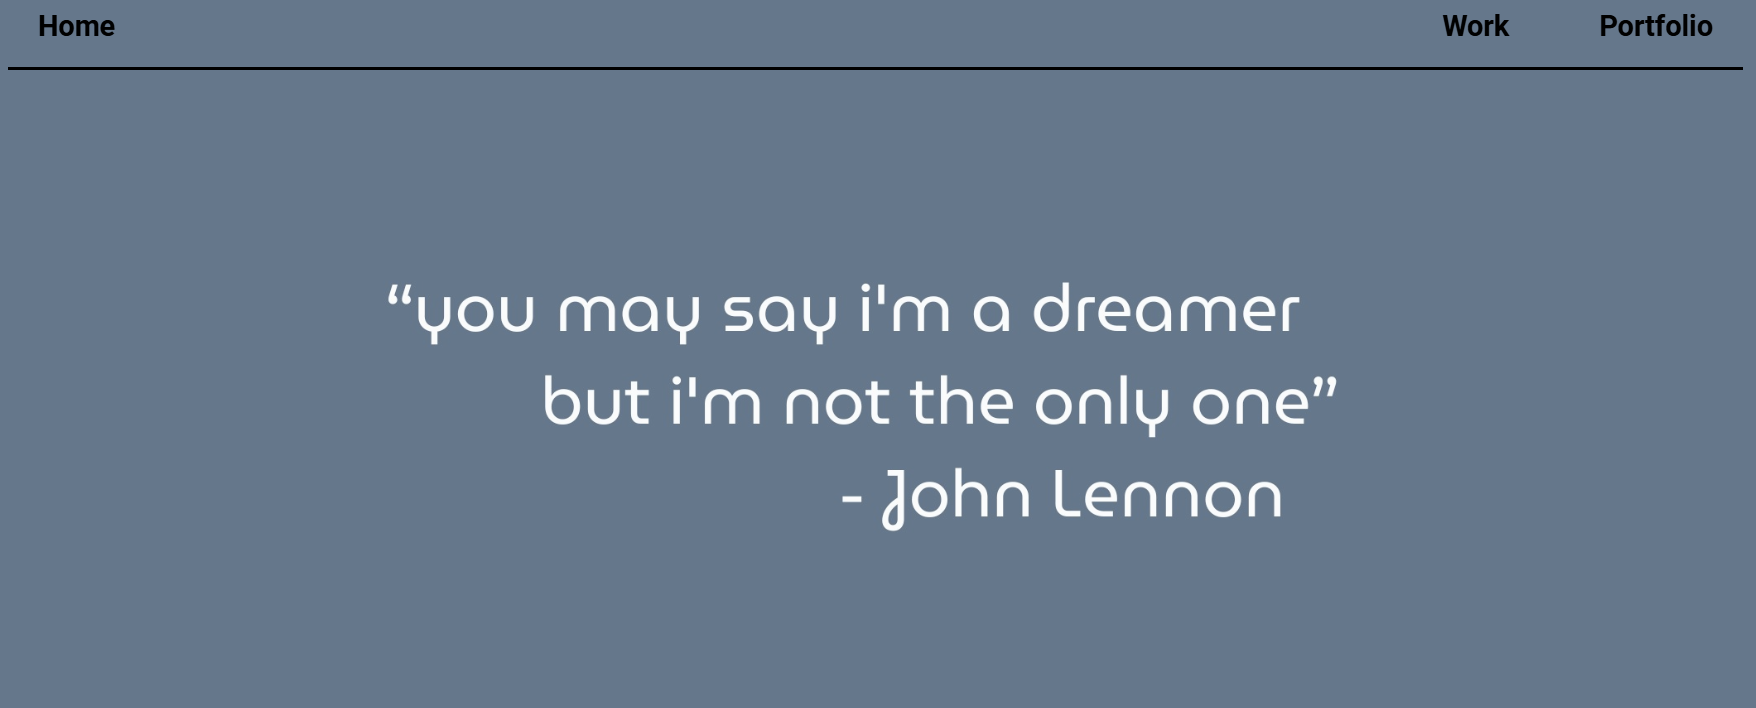 Home Work Portfolio
“you may say i'm a dreamer
but i'm not the only one”
- John Lennon